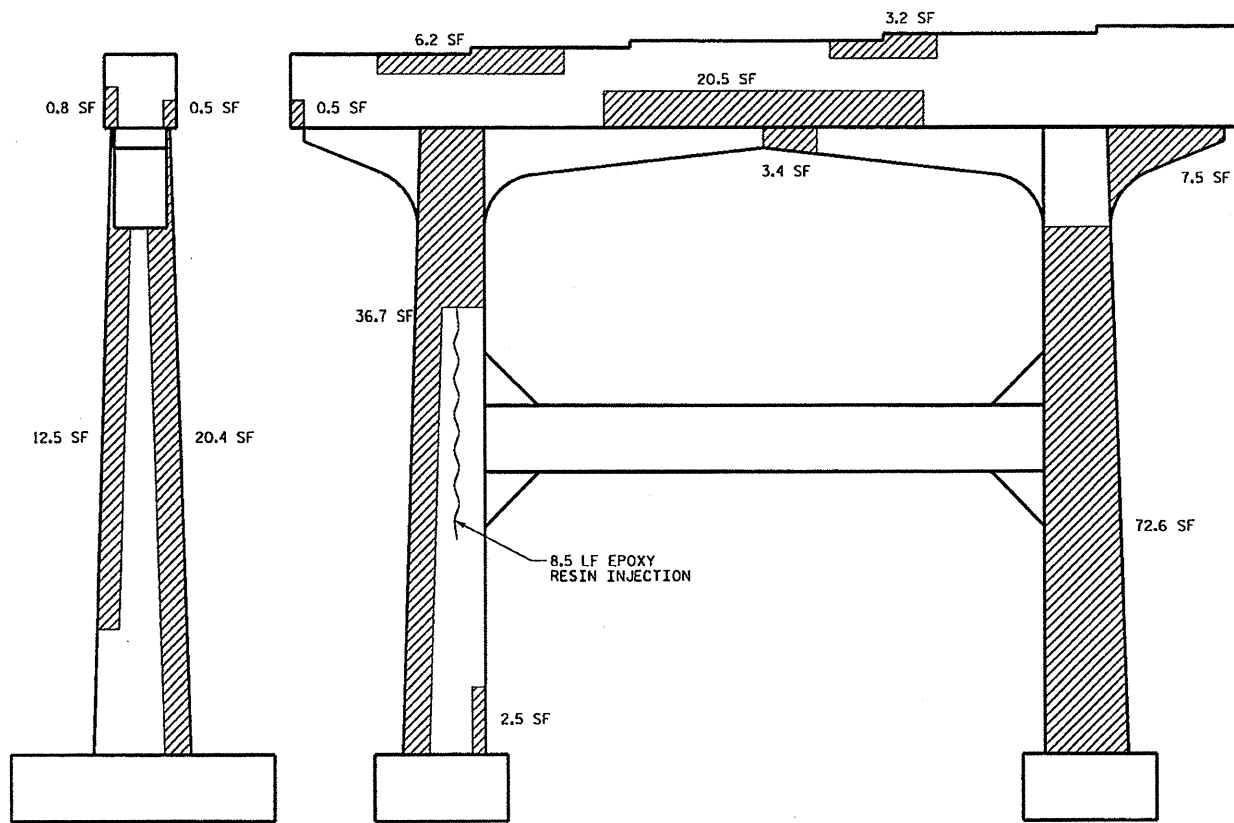 6.2 SF
3.2 SF
20.5 SF
0.8 SF
0.5 SF
0.5 SF
3.4 SF
7.5 SF
36.7 SF
12.5 SF
20.4 SF
72.6 SF
8.5 LF EPOXY
RESIN INJECTION
2.5 SF